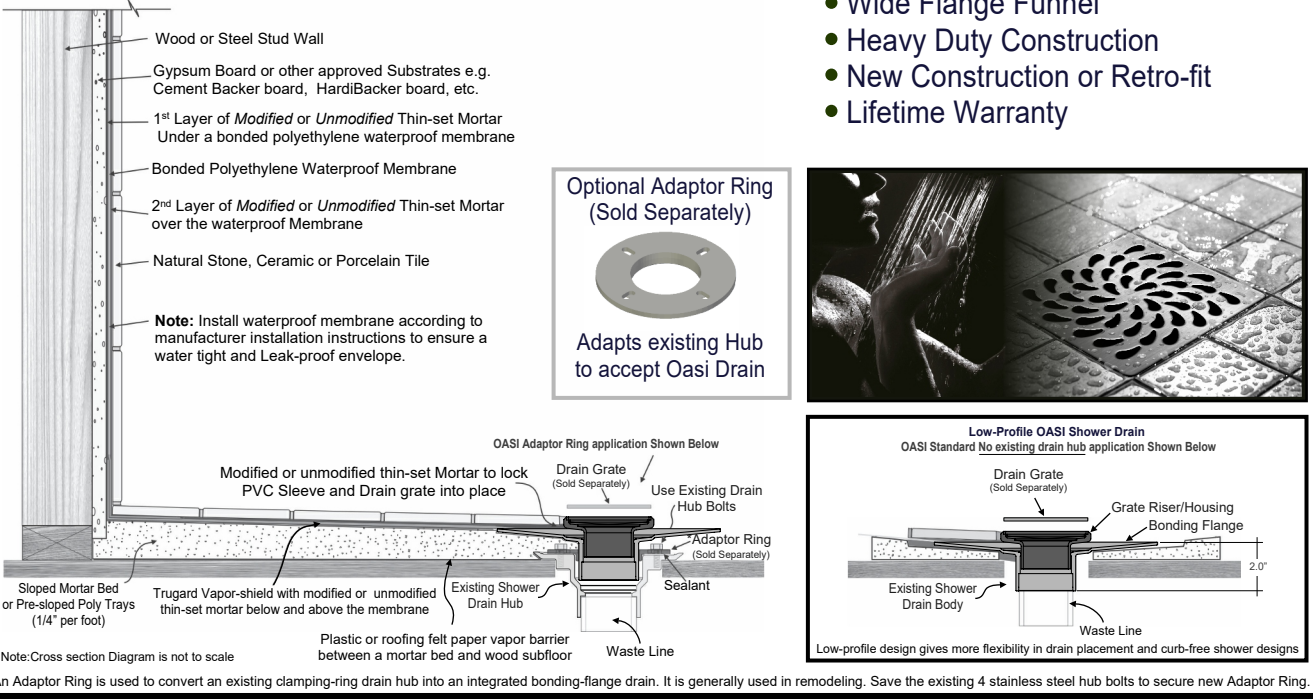 Wide Flange Funnel
• Heavy Duty Construction
• New Construction or Retro-fit
• Lifetime Warranty
Wood or Steel Stud Wall
Gypsum Board or other approved Substrates e.g.
Cement Backer board, HardiBacker board, etc.
1st Layer of Modified or Unmodified Thin-set Mortar
Under a bonded polyethylene waterproof membrane
Bonded Polyethylene Waterproof Membrane
2nd Layer of Modified or Unmodified Thin-set Mortar
over the waterproof Membrane
Natural Stone, Ceramic or Porcelain Tile
Note: Install waterproof membrane according to
manufacturer installation instructions to ensure a
water tight and Leak-proof envelope.
Optional Adaptor Ring
(Sold Separately)
Adapts existing Hub
to accept Oasi Drain
OASI Adaptor Ring application Shown Below
Modified or unmodified thin-set Mortar to lock
PVC Sleeve and Drain grate into place
Drain Grate
(Sold Separately)
Use Existing Drain
Hub Bolts
Adaptor Ring
(Sold Separately)
Sealant
Existing Shower
Drain Hub
Waste Line
Sloped Mortar Bed
or Pre-sloped Poly Trays
(1/4" per foot)
Trugard Vapor-shield with modified or unmodified
thin-set mortar below and above the membrane
Plastic or roofing felt paper vapor barrier
between a mortar bed and wood subfloor
Note:Cross section Diagram is not to scale
Low-Profile OASI Shower Drain
OASI Standard No existing drain hub application Shown Below
Drain Grate
(Sold Separately)
Grate Riser/Housing
Bonding Flange
2.0"
Existing Shower
Drain Body
Waste Line
Low-profile design gives more flexibility in drain placement and curb-free shower designs
An Adaptor Ring is used to convert an existing clamping-ring drain hub into an integrated bonding-flange drain. It is generally used in remodeling. Save the existing 4 stainless steel hub bolts to secure new Adaptor Ring.